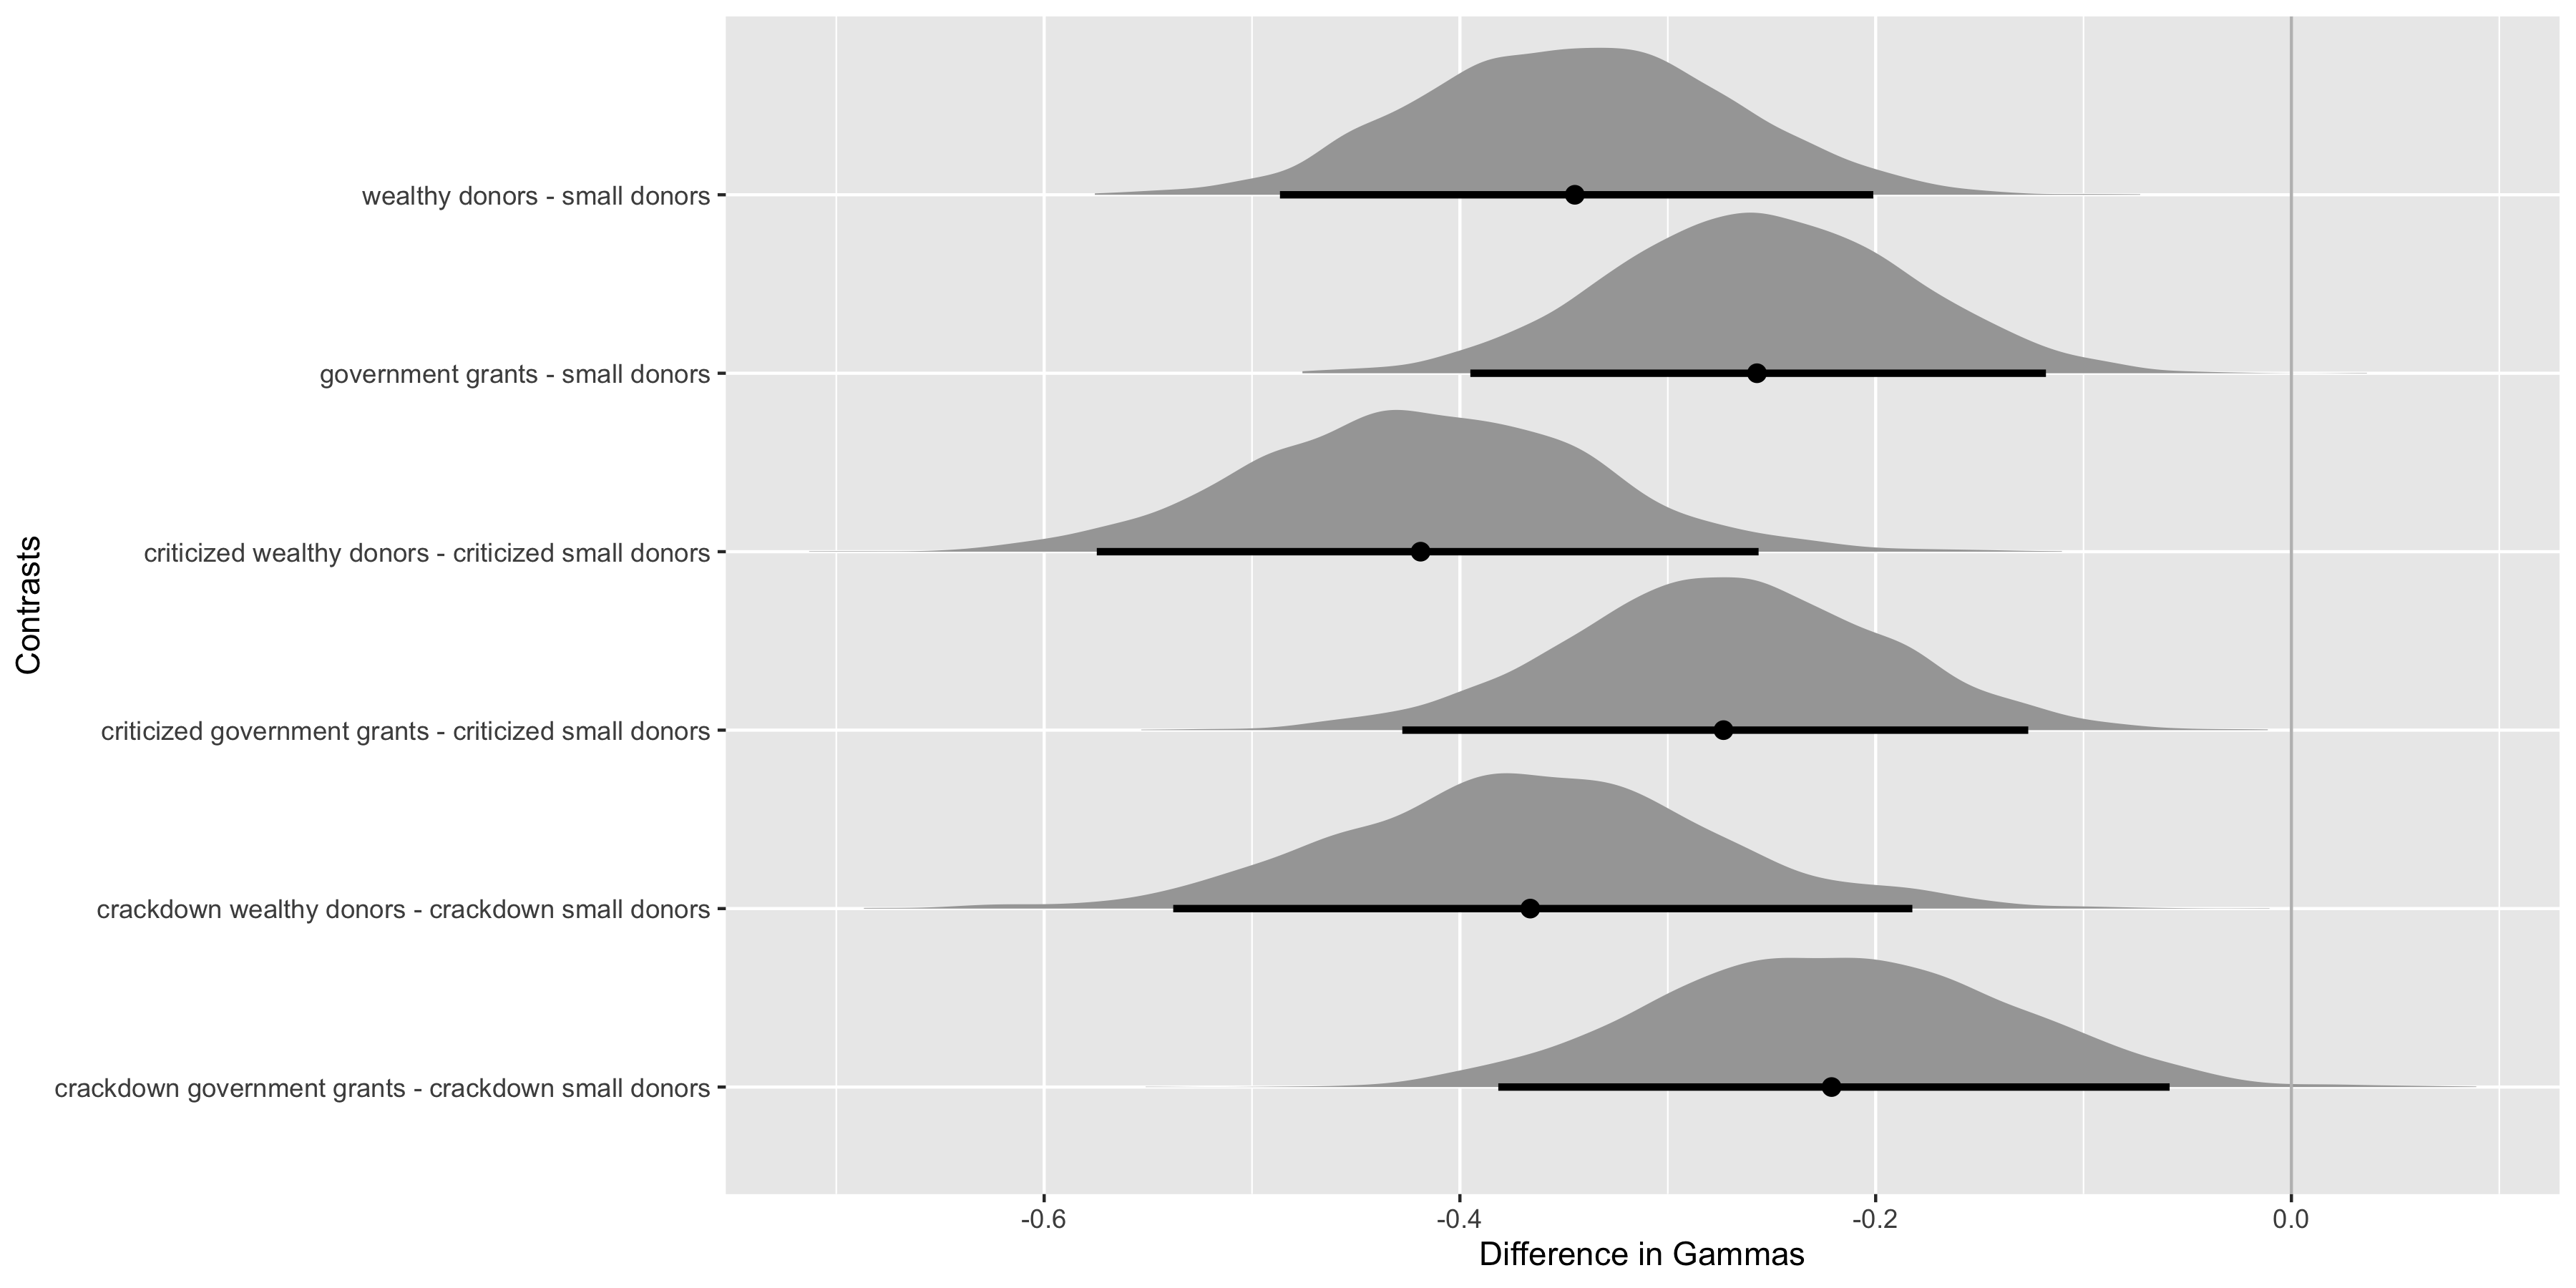 wealthy donors - small donors
government grants - small donors
criticized wealthy donors - criticized small donors
criticized government grants - criticized small donors
crackdown wealthy donors - crackdown small donors
crackdown government grants - crackdown small donors
Contrasts
-0.6
-0.4
-0.2
0.0
Difference in Gammas